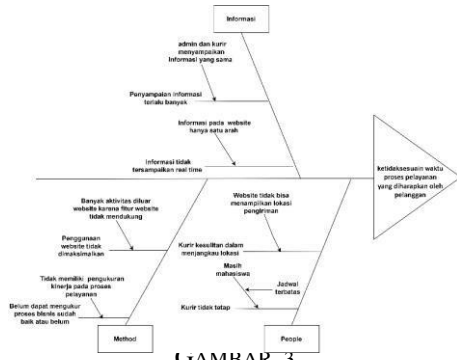 Informasi
admin dan kurir
menyampaikan
Informasi yang sama
Penyampaian informasi
terlalu banyak
Informasi pada website
hanya satu arah
Informasi tidak
tersampaikan real time
ketidaksesuain waktu
proses pelayanan
yang diharapkan oleh
pelanggan
Banyak aktivitas diluar
website karena fitur website
tidak mendukung
Penggunaan
website tidak
dimaksimalkan
Tidak memiliki pengukuran
kinerja pada proses
pelayanan
Belum dapat mengukur
proses bisnis sudah
baik atau belum
Method
Website tidak bisa
menampilkan lokasi
pengiriman
Kurir kesulitan dalam
menjangkau lokasi
Masih
mahasiswa
Jadwal
terbatas
Kurir tidak tetap
People
GAMBAR 3